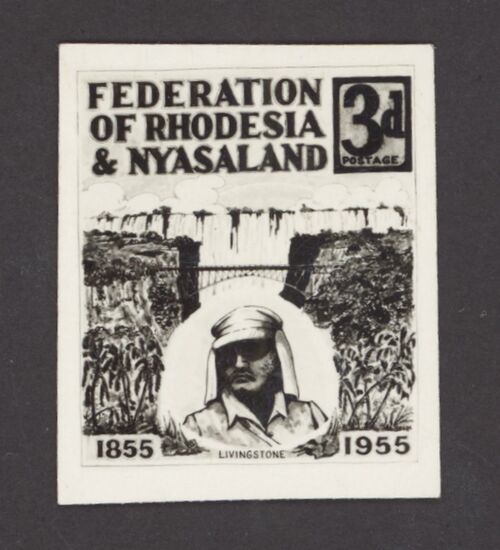 FEDERATION
OF RHODESIA
& NYASALAND
3d
POSTAGE
1855
LIVINGSTONE
1955